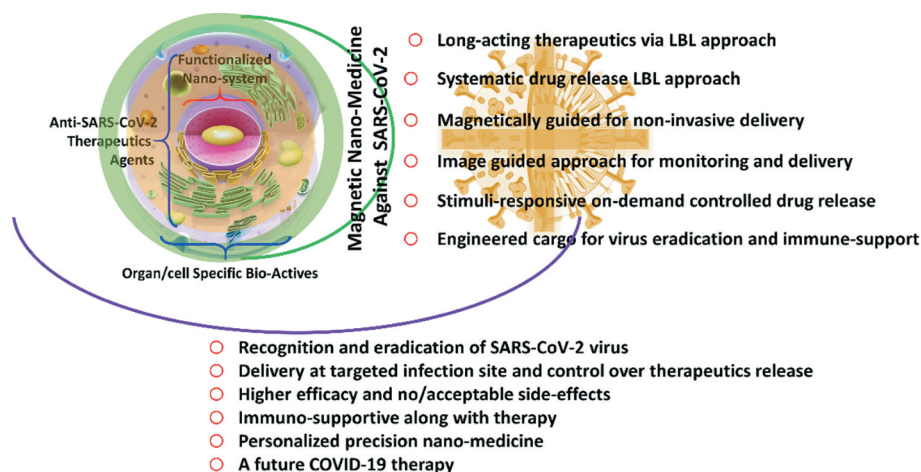 Functionalized
Nano-system
Anti-SARS-CoV-2
Therapeutics
Agents
Organ/cell Specific Bio-Actives
Magnetic Nano-Medicine
Against SARS-CoV-2
Long-acting therapeutics via LBL approach
Systematic drug release LBL approach
Magnetically guided for non-invasive delivery
Image guided approach for monitoring and delivery
Stimuli-responsive on-demand controlled drug release
Engineered cargo for virus eradication and immune-support
Recognition and eradication of SARS-CoV-2 virus
Delivery at targeted infection site and control over therapeutics release
Higher efficacy and no/acceptable side-effects
Immuno-supportive along with therapy
Personalized precision nano-medicine
A future COVID-19 therapy